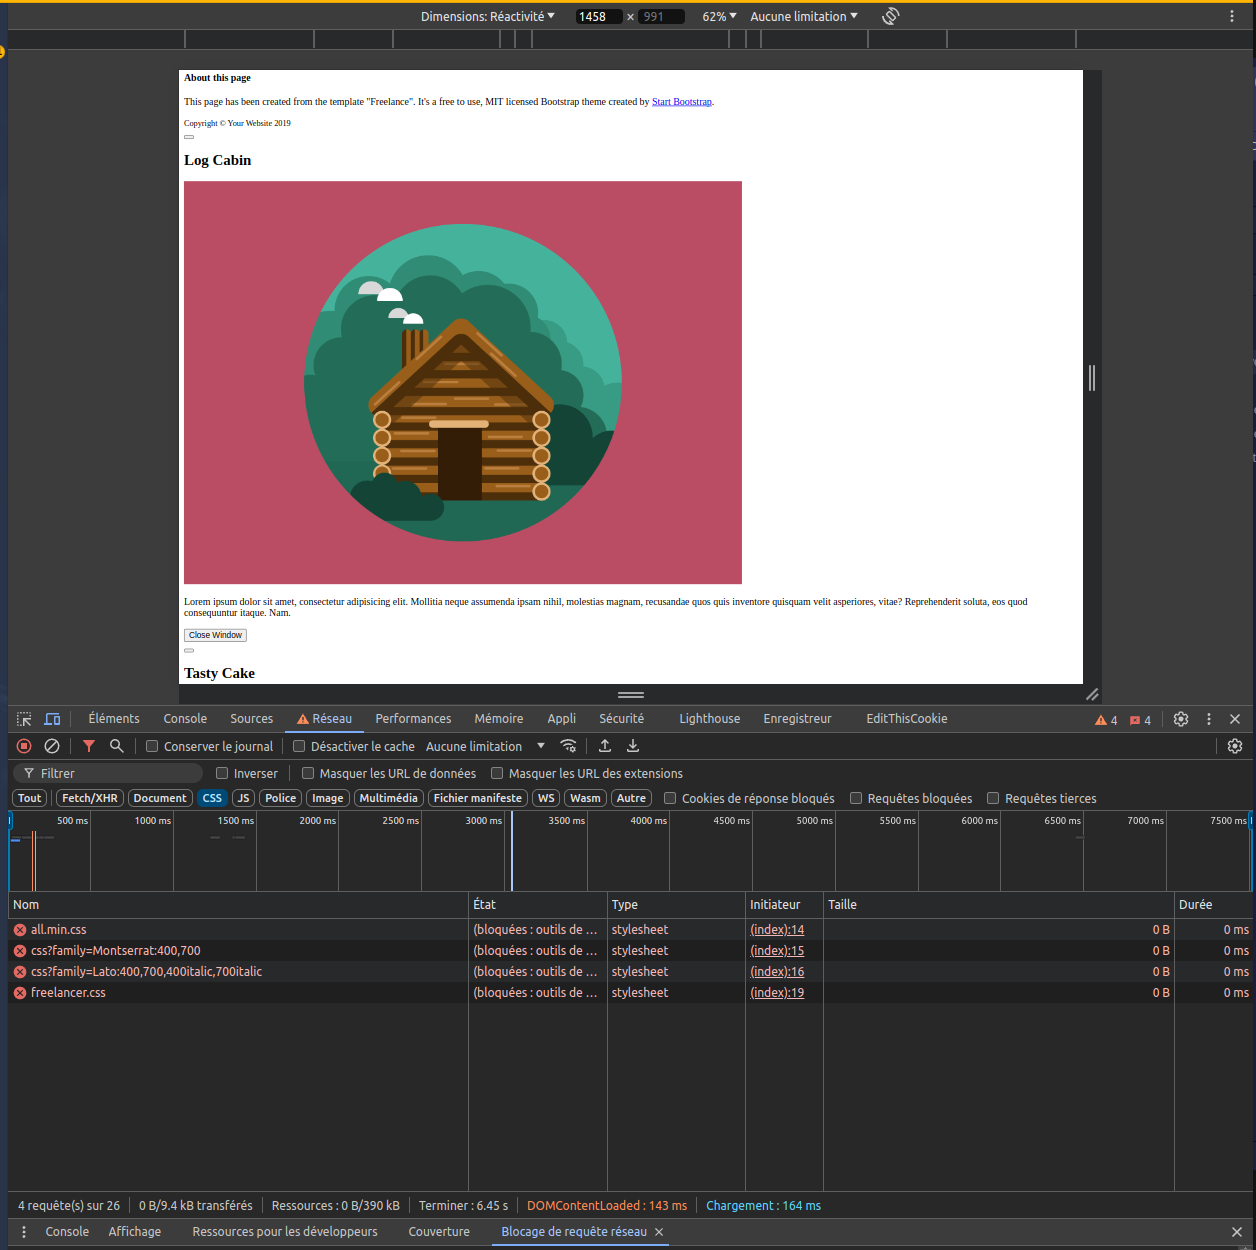 Dimensions: Réactivité 1458 × 991 62% Aucune limitation
About this page
This page has been created from the template "Freelance". It's a free to use, MIT licensed Bootstrap theme created by Start Bootstrap.
Copyright © Your Website 2019
Log Cabin
Lorem ipsum dolor sit amet, consectetur adipisicing elit. Mollitia neque assumenda ipsam nihil, molestias magnam, recusandae quos quis inventore quisquam velit asperiores, vitae? Reprehenderit soluta, eos quod
consequuntur itaque. Nam.
Close Window
Tasty Cake
Éléments Console Sources Réseau Performances Mémoire Appli Sécurité Lighthouse Enregistreur EditThisCookie 4 4
Conserver le journal Désactiver le cache Aucune limitation
Filtrer Inverser Masquer les URL de données Masquer les URL des extensions
Tout Fetch/XHR Document CSS JS Police Image Multimédia Fichier manifeste WS Wasm Autre Cookies de réponse bloqués Requêtes bloquées Requêtes tierces
500 ms 1000 ms 1500 ms 2000 ms 2500 ms 3000 ms 3500 ms 4000 ms 4500 ms 5000 ms 5500 ms 6000 ms 6500 ms 7000 ms 7500 ms
Nom État Type Initiateur Taille Durée
all.min.css (bloquées : outils de ... stylesheet (index):14 0 B 0 ms
css?family=Montserrat:400,700 (bloquées : outils de ... stylesheet (index):15 0 B 0 ms
css?family=Lato:400,700,400italic,700italic (bloquées : outils de ... stylesheet (index):16 0 B 0 ms
freelancer.css (bloquées : outils de ... stylesheet (index):19 0 B 0 ms
4 requête(s) sur 26 0 B/9.4 kB transférés Ressources : 0 B/390 kB Terminer : 6.45 s DOMContentLoaded : 143 ms Chargement : 164 ms
Console Affichage Ressources pour les développeurs Couverture Blocage de requête réseau